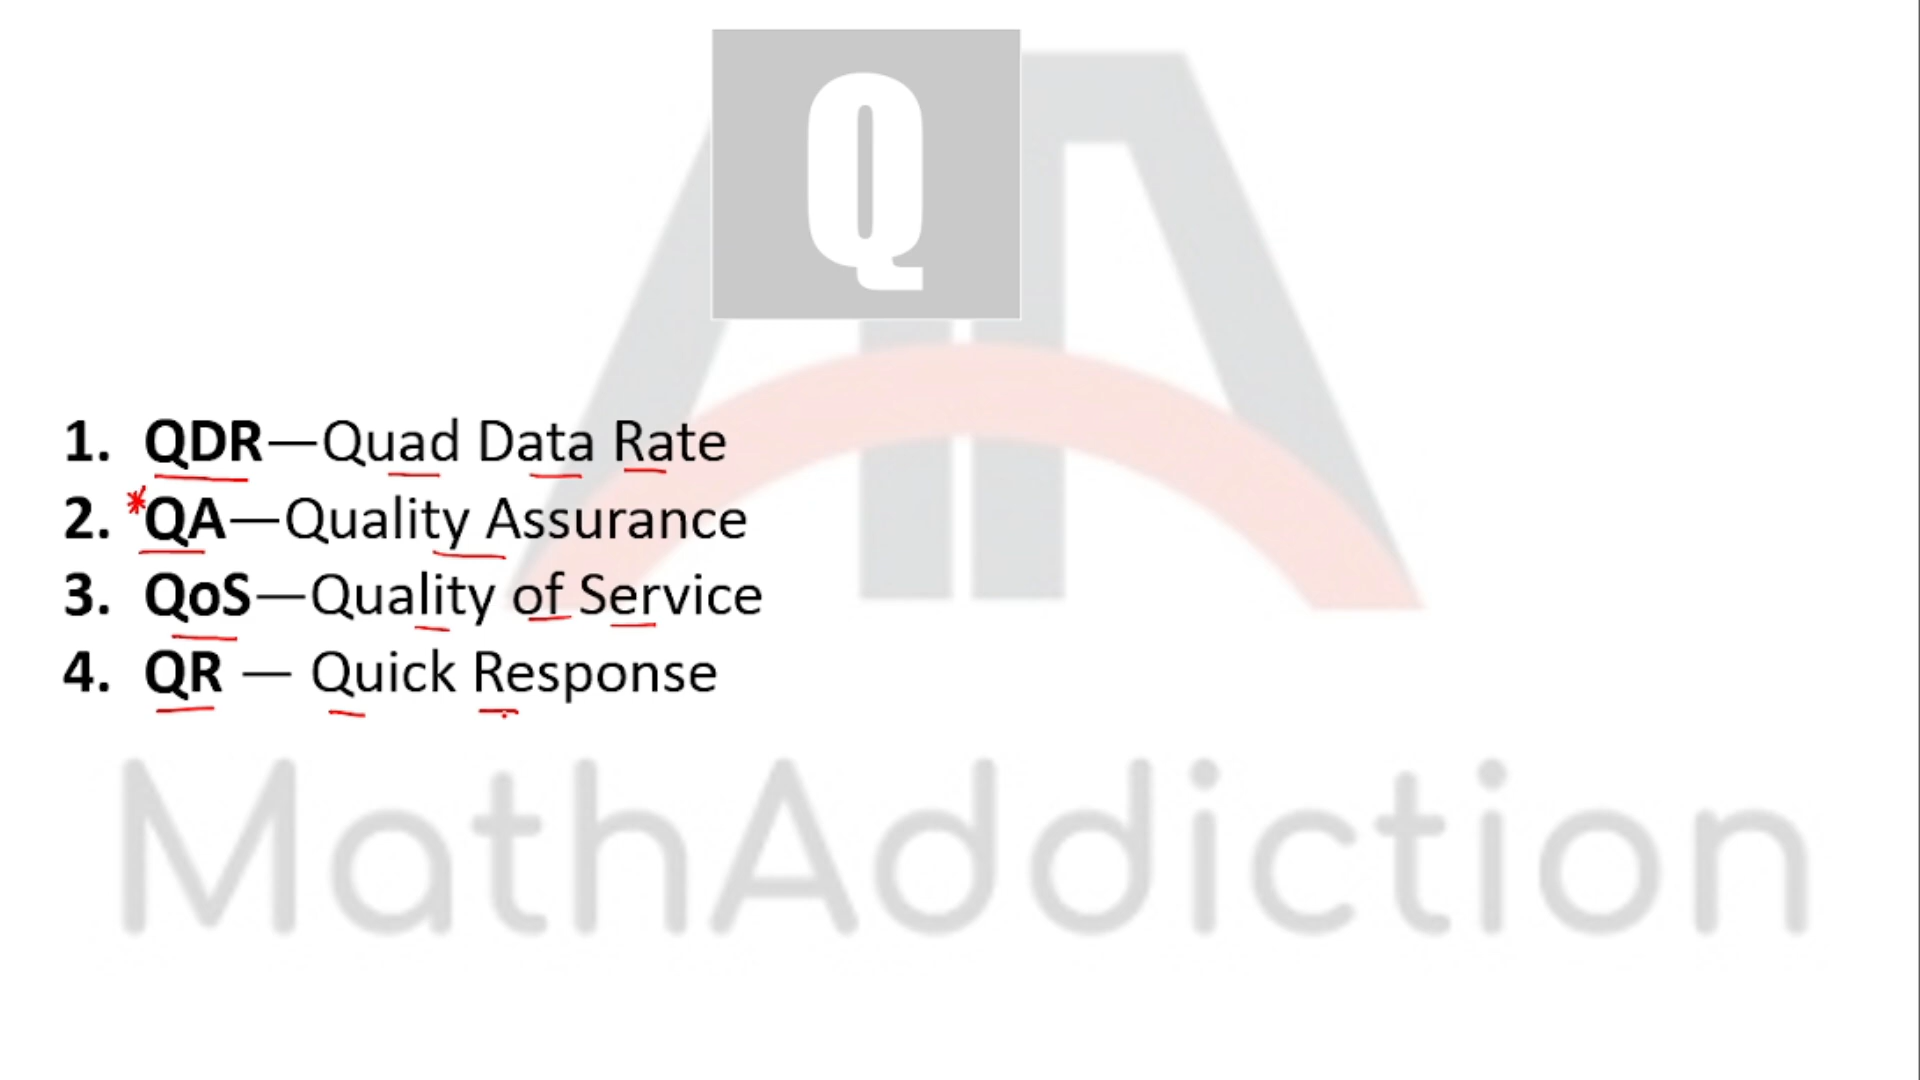 Q
1. QDR—Quad Data Rate
2. *QA—Quality Assurance
3. QoS—Quality of Service
4. QR — Quick Response
MathAddiction